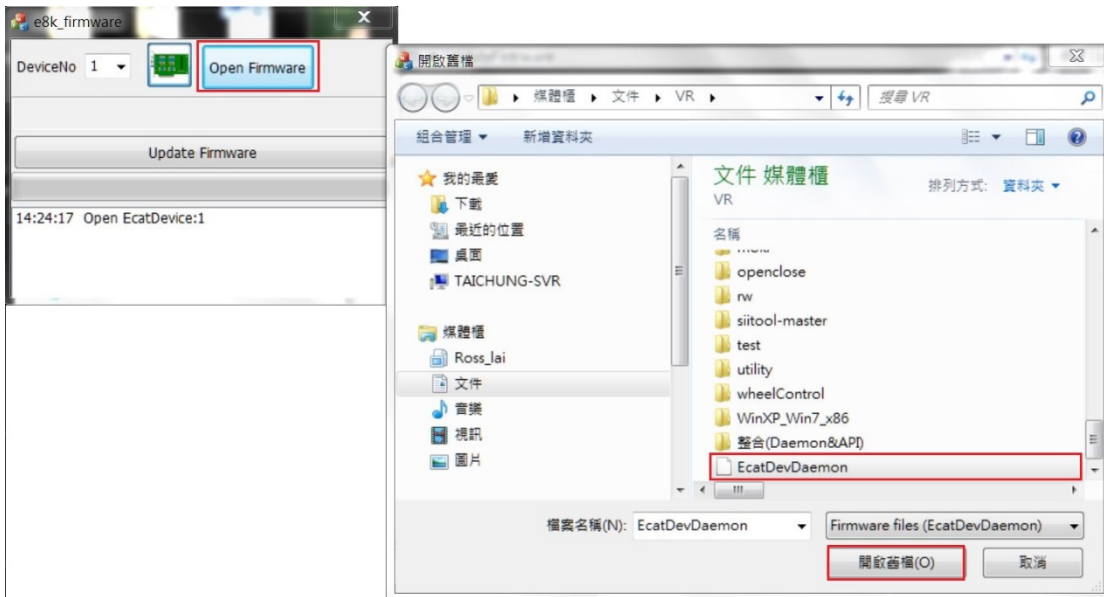 e8k_firmware
DeviceNo 1
Open Firmware
Update Firmware
14:24:17 Open EcatDevice:1
開啟舊檔
媒體櫃 文件 VR
搜尋 VR
組合管理 新增資料夾
我的最愛
下載
最近的位置
桌面
TAICHUNG-SVR
媒體櫃
Ross_lai
文件
音樂
視訊
圖片
文件 媒體櫃
VR
排列方式: 資料夾
名稱
openclose
rw
siitool-master
test
utility
wheelControl
WinXP_Win7_x86
整合(Daemon&API)
EcatDevDaemon
檔案名稱(N): EcatDevDaemon
Firmware files (EcatDevDaemon)
開啟舊檔(O)
取消